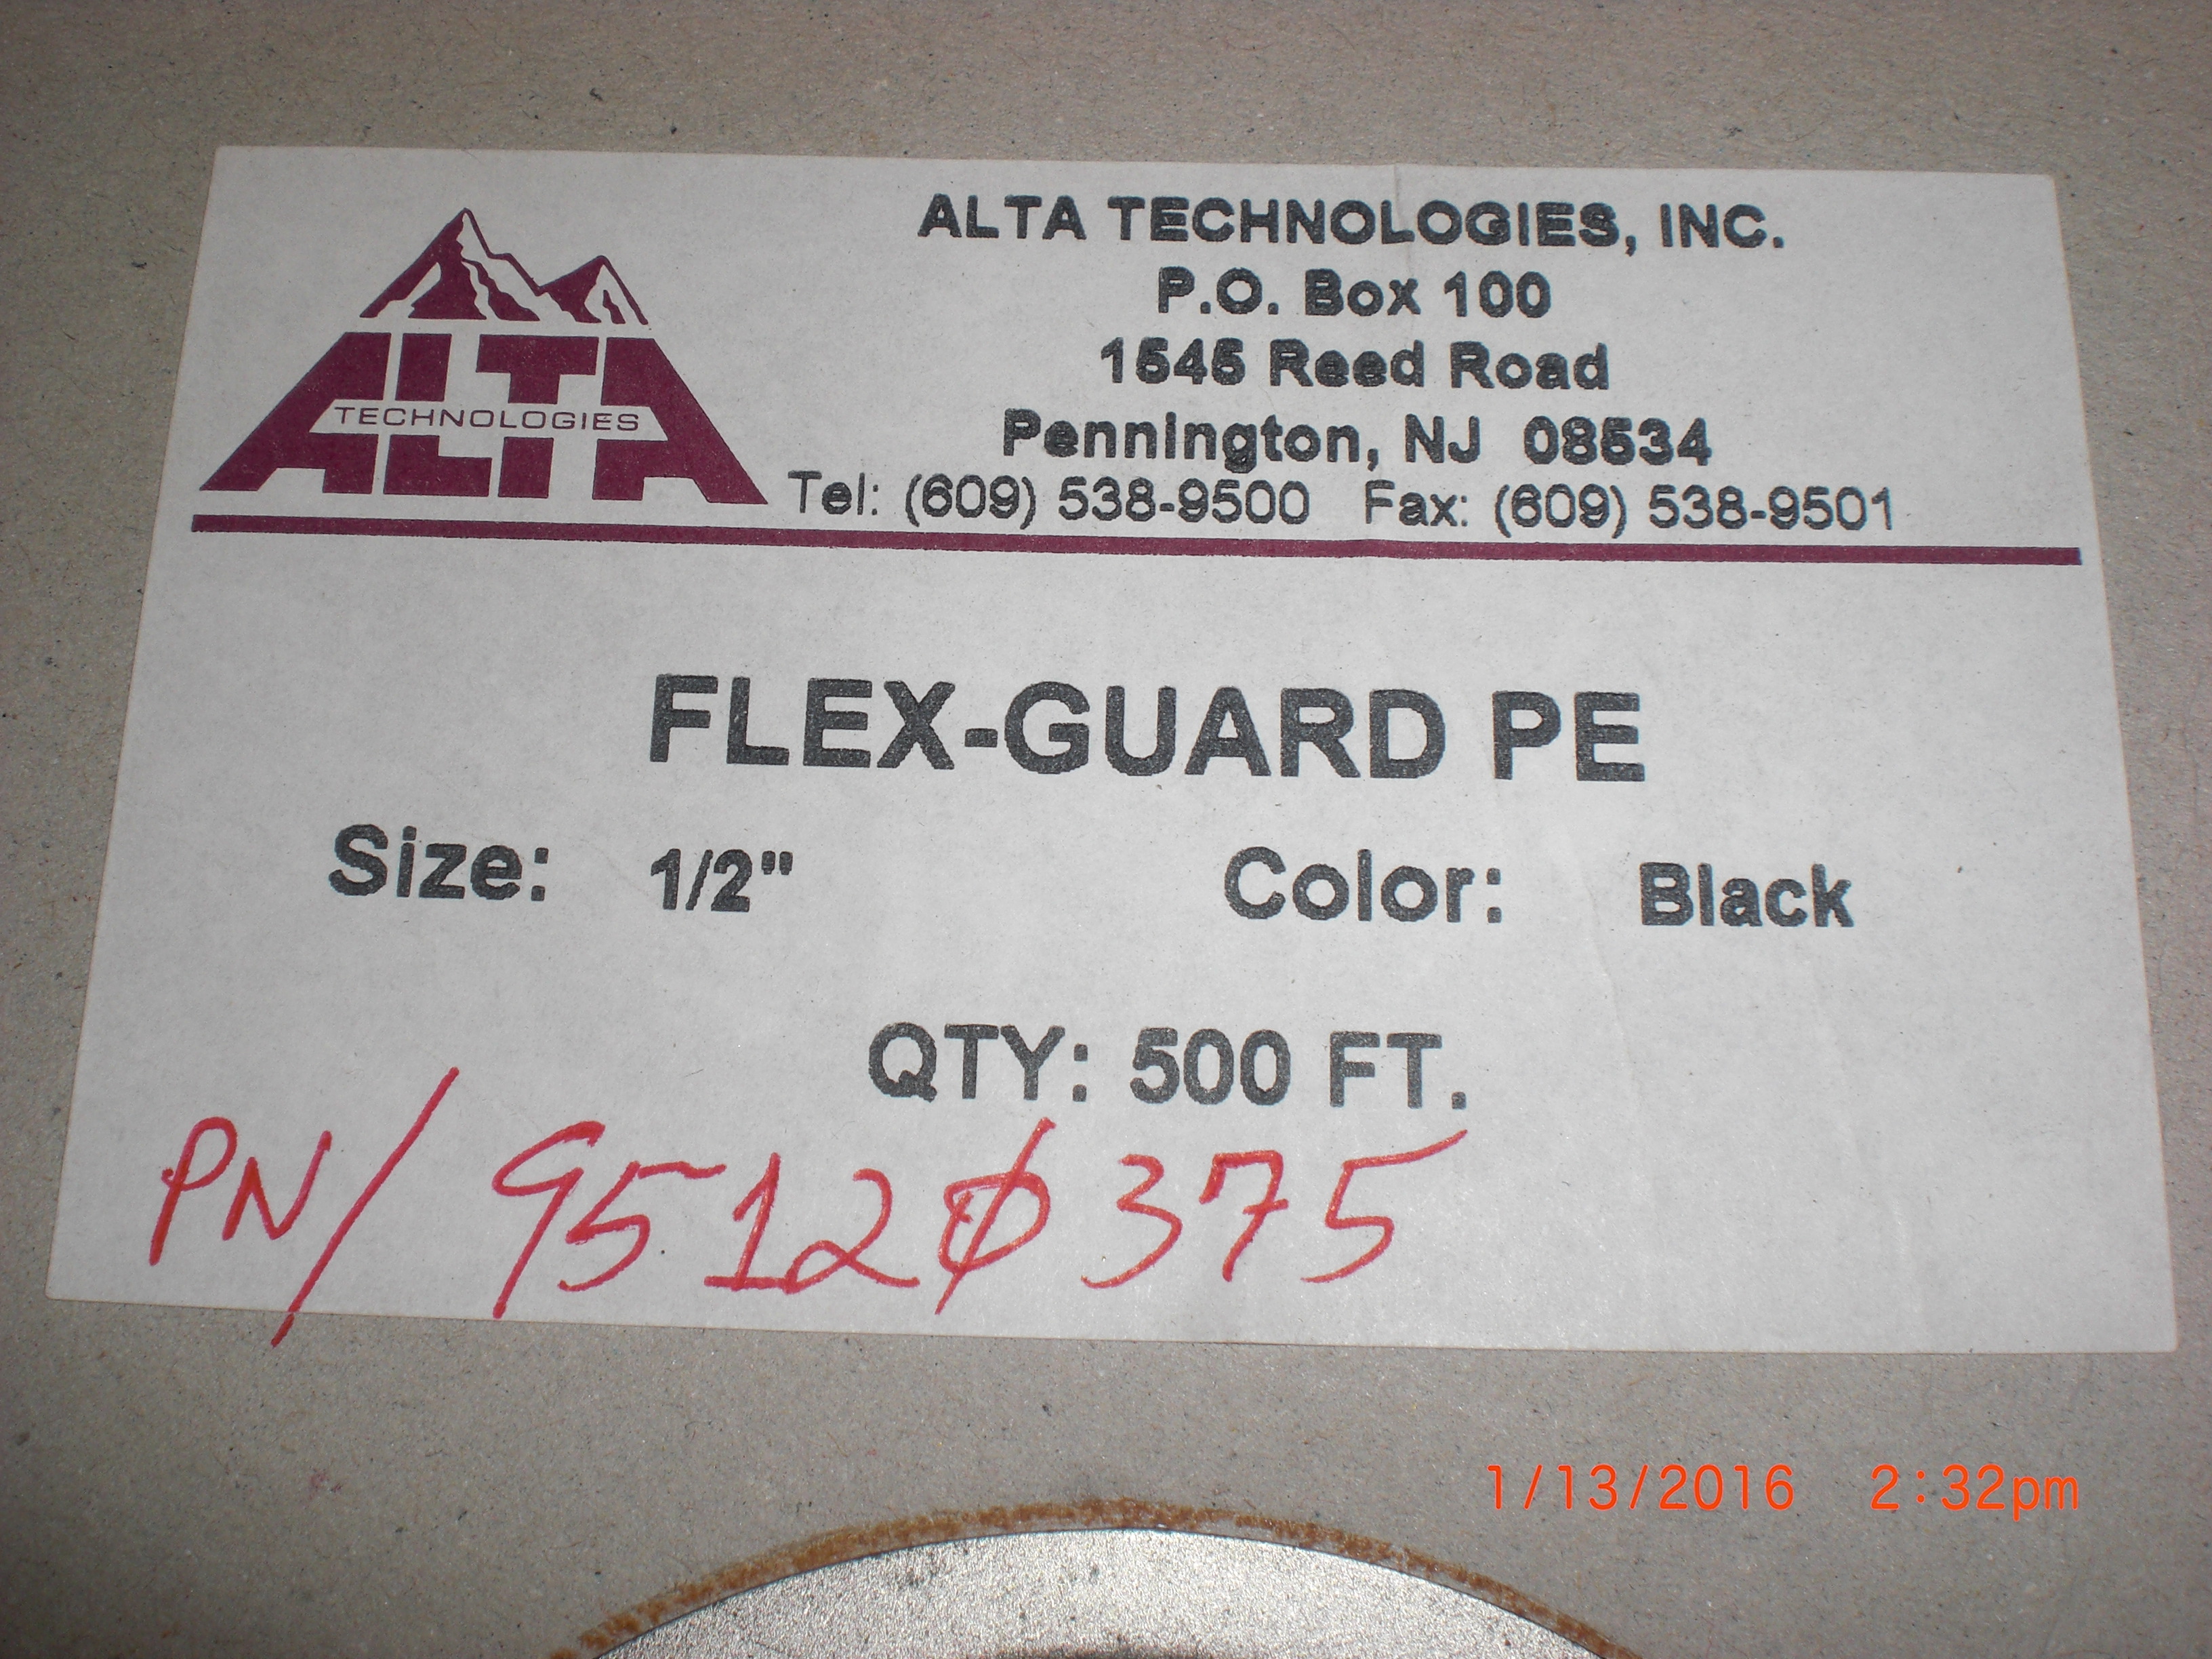 ALTA
TECHNOLOGIES
ALTA TECHNOLOGIES, INC.
P.O. Box 100
1545 Reed Road
Pennington, NJ 08534
Tel: (609) 538-9500 Fax: (609) 538-9501
FLEX-GUARD PE
Size: 1/2" Color: Black
QTY: 500 FT.
PN/ 9512Ø375
1/13/2016 2:32pm